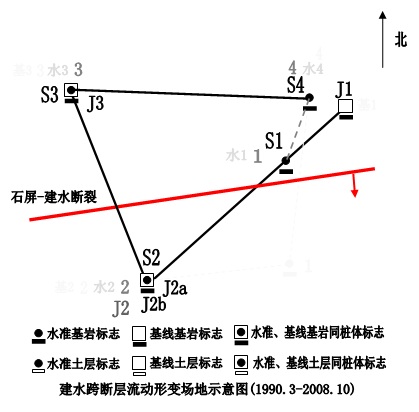 北
4 水4
S4
J1
基3 3 水3 3
S3
J3
S1
水1 1
石屏-建水断裂
S2
J2a
水2 2
J2 J2b
1
水准基岩标志 基线基岩标志 水准、基线基岩同桩体标志
水准土层标志 基线土层标志 水准、基线土层同桩体标志
建水跨断层流动形变场地示意图(1990.3-2008.10)